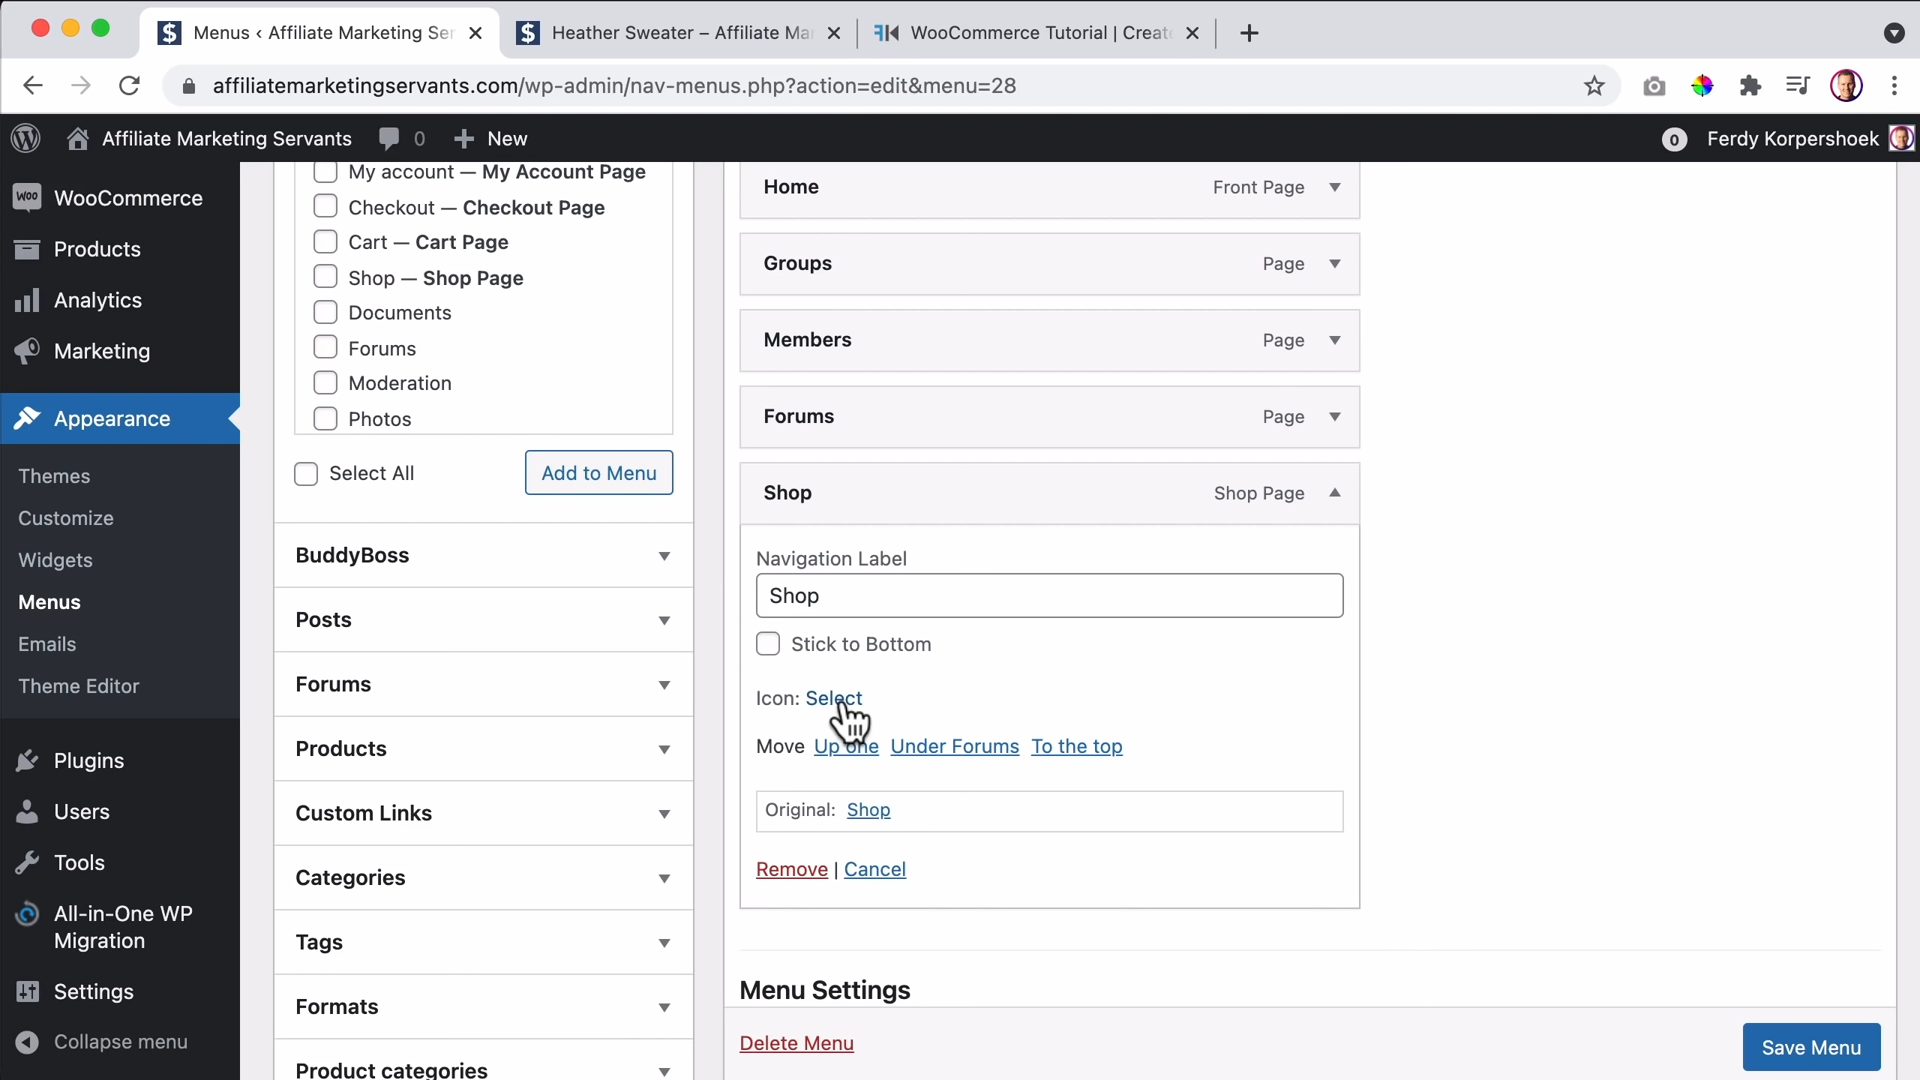 Menus ‹ Affiliate Marketing Ser
Heather Sweater – Affiliate Ma
WooCommerce Tutorial | Creat
affiliatemarketingservants.com/wp-admin/nav-menus.php?action=edit&menu=28
Affiliate Marketing Servants
0
New
0
Ferdy Korpershoek
WooCommerce
Products
Analytics
Marketing
Appearance
Themes
Customize
Widgets
Menus
Emails
Theme Editor
Plugins
Users
Tools
All-in-One WP
Migration
Settings
Collapse menu
My account — My Account Page
Checkout — Checkout Page
Cart — Cart Page
Shop — Shop Page
Documents
Forums
Moderation
Photos
Select All
Add to Menu
BuddyBoss
Posts
Forums
Products
Custom Links
Categories
Tags
Formats
Product categories
Home Front Page
Groups Page
Members Page
Forums Page
Shop Shop Page
Navigation Label
Shop
Stick to Bottom
Icon: Select
Move Up one Under Forums To the top
Original: Shop
Remove | Cancel
Menu Settings
Delete Menu
Save Menu